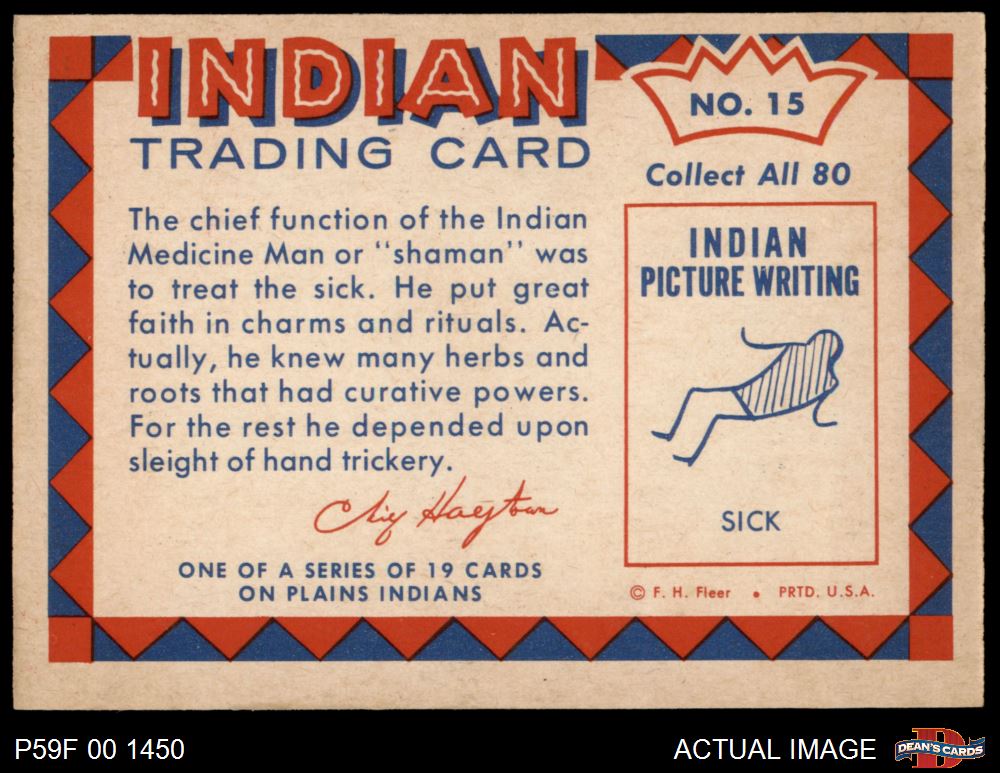 INDIAN
TRADING CARD
The chief function of the Indian
Medicine Man or "shaman" was
to treat the sick. He put great
faith in charms and rituals. Ac-
tually, he knew many herbs and
roots that had curative powers.
For the rest he depended upon
sleight of hand trickery.
ONE OF A SERIES OF 19 CARDS
ON PLAINS INDIANS
NO. 15
Collect All 80
INDIAN
PICTURE WRITING
SICK
© F. H. Fleer • PRTD. U.S.A.
P59F 00 1450
ACTUAL IMAGE
DEAN'S CARDS